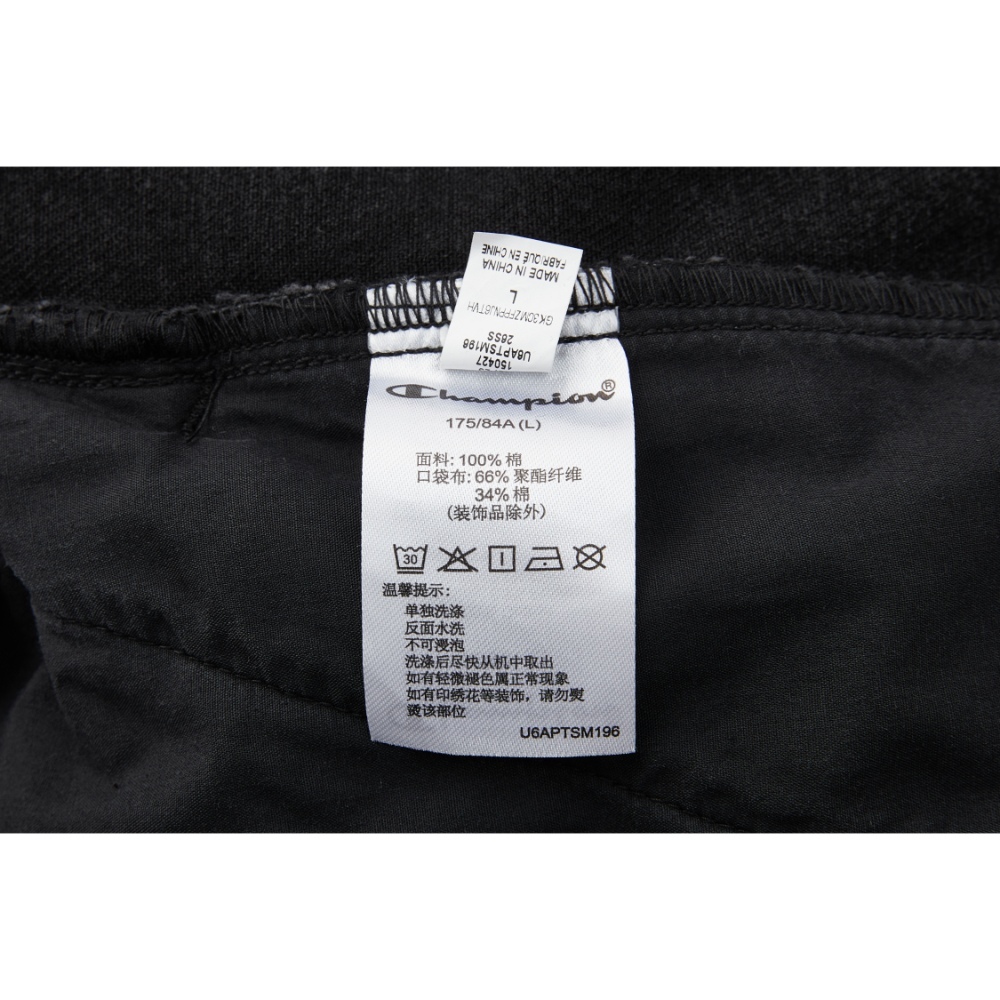 MADE IN CHINA
FABRIQUÉ EN CHINE
L
GK3OMZFPPNJ8TVH
26SS
U6APTSM196
150427
Champion®
175/84A (L)
面料: 100% 棉
口袋布: 66% 聚酯纤维
34% 棉
(装饰品除外)
30
温馨提示:
单独洗涤
反面水洗
不可浸泡
洗涤后尽快从机中取出
如有轻微褪色属正常现象
如有印绣花等装饰，请勿熨
烫该部位
U6APTSM196